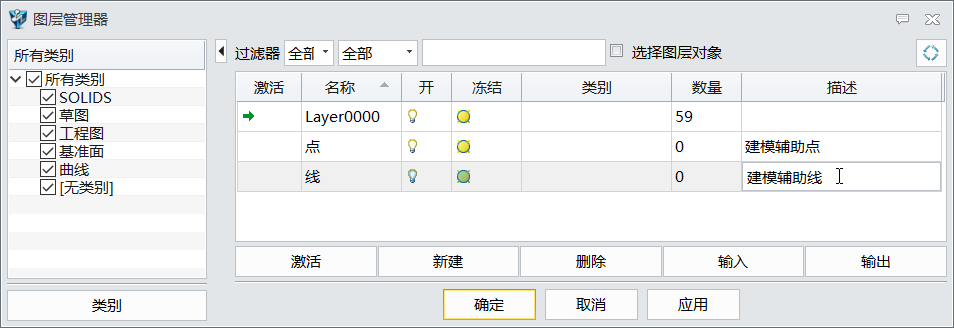 图层管理器
所有类别
所有类别
SOLIDS
草图
工程图
基准面
曲线
[无类别]
类别
过滤器 全部 全部 选择图层对象
激活 名称 开 冻结 类别 数量 描述
Layer0000 59
点 0 建模辅助点
线 0 建模辅助线
激活 新建 删除 输入 输出
确定 取消 应用